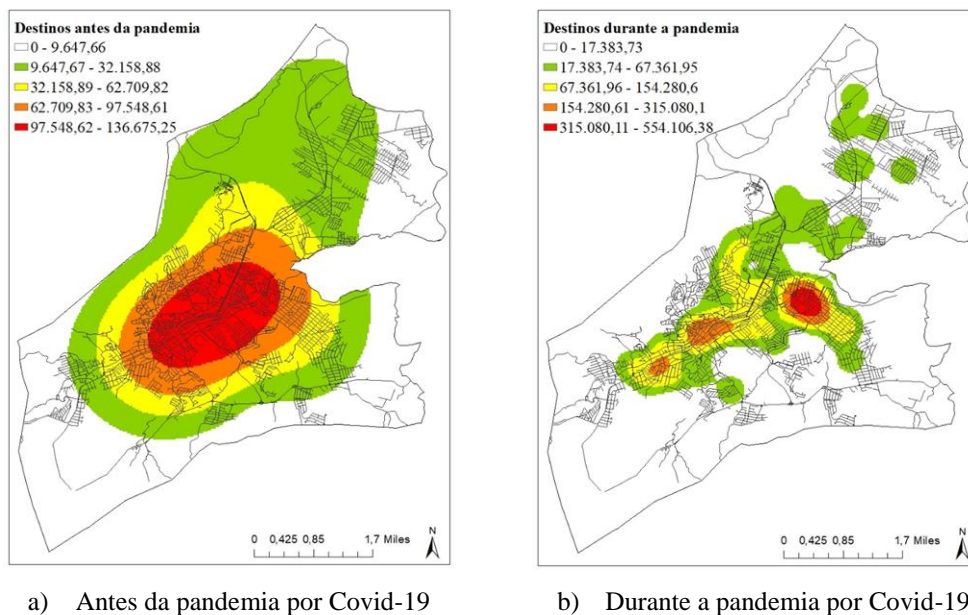 Destinos antes da pandemia
0 - 9.647,66
9.647,67 - 32.158,88
32.158,89 - 62.709,82
62.709,83 - 97.548,61
97.548,62 - 136.675,25
0 0,425 0,85 1,7 Miles
N
Destinos durante a pandemia
0 - 17.383,73
17.383,74 - 67.361,95
67.361,96 - 154.280,6
154.280,61 - 315.080,1
315.080,11 - 554.106,38
0 0,425 0,85 1,7 Miles
N
a) Antes da pandemia por Covid-19
b) Durante a pandemia por Covid-19